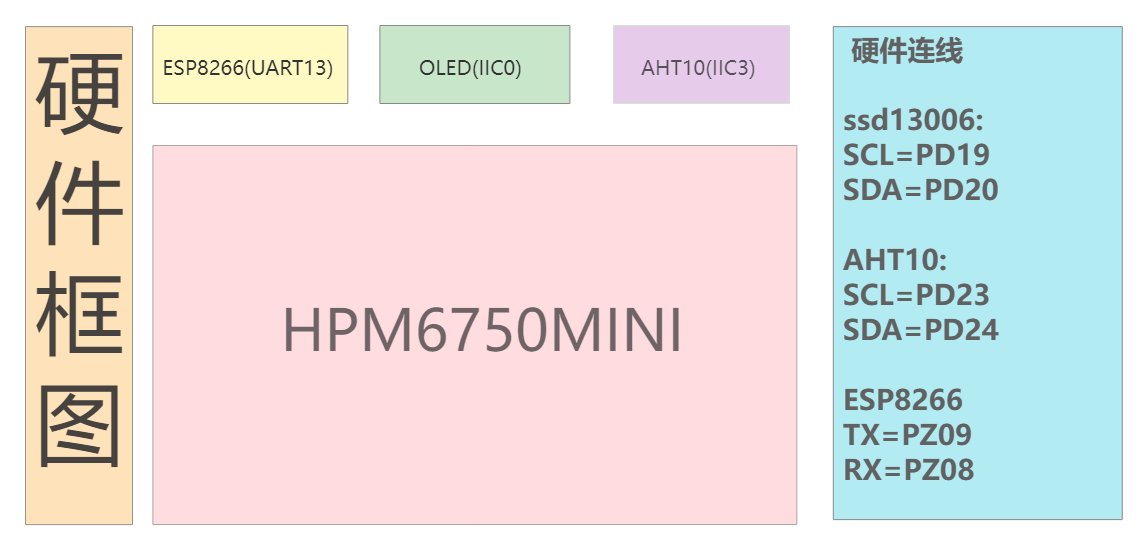 硬件框图
ESP8266(UART13)
OLED(IIC0)
AHT10(IIC3)
HPM6750MINI
硬件连线
ssd13006:
SCL=PD19
SDA=PD20
AHT10:
SCL=PD23
SDA=PD24
ESP8266
TX=PZ09
RX=PZ08